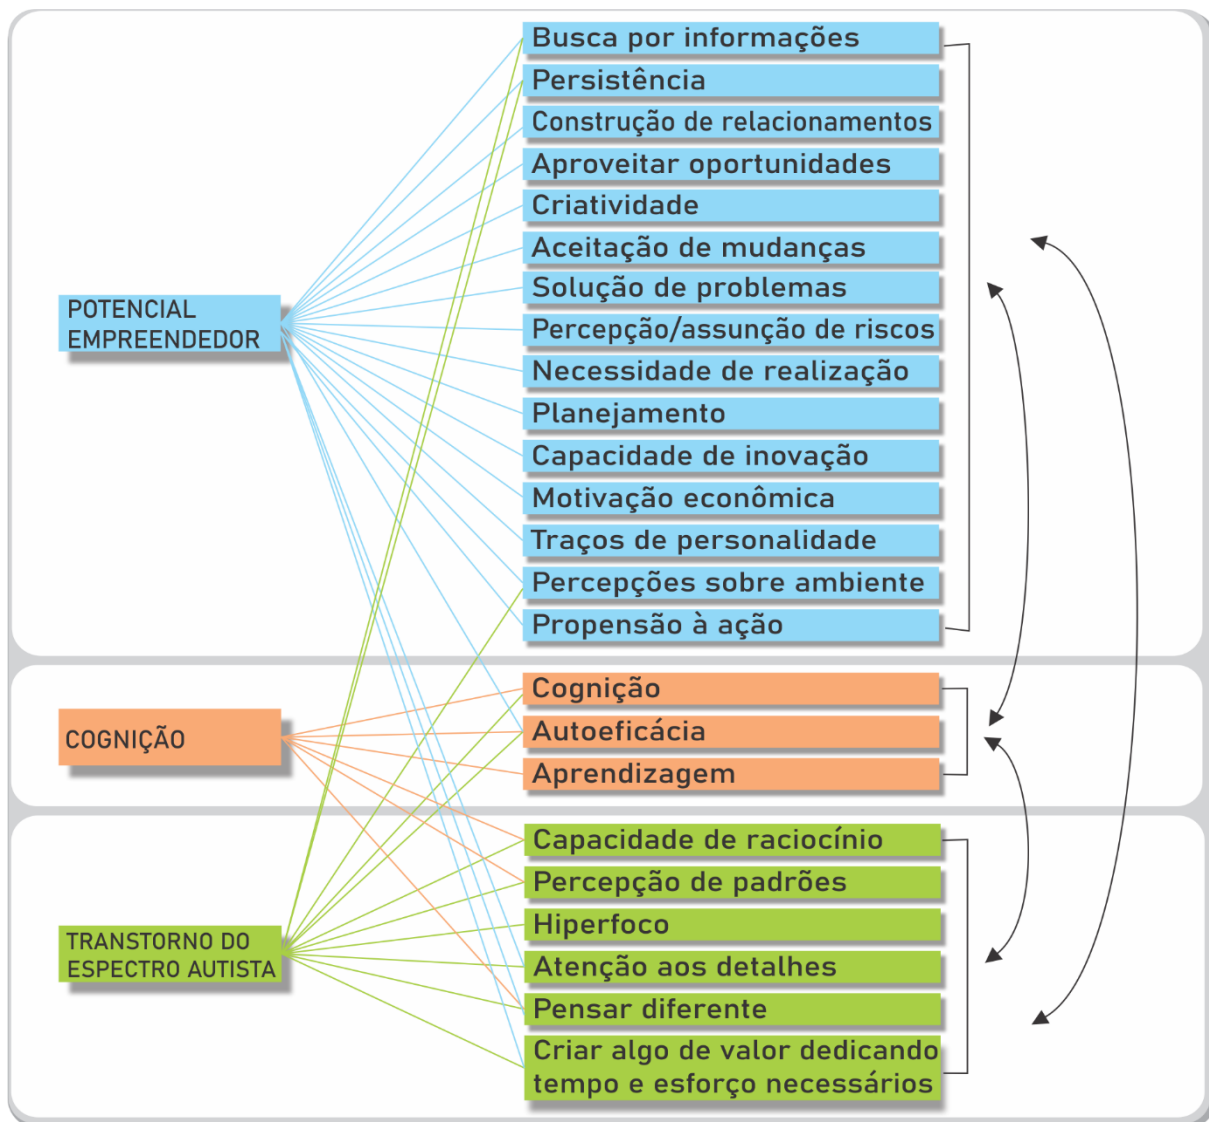 Busca por informações
Persistência
Construção de relacionamentos
Aproveitar oportunidades
Criatividade
Aceitação de mudanças
Solução de problemas
POTENCIAL
EMPREENDEDOR
Percepção/assunção de riscos
Necessidade de realização
Planejamento
Capacidade de inovação
Motivação econômica
Traços de personalidade
Percepções sobre ambiente
Propensão à ação
COGNIÇÃO
Cognição
Autoeficácia
Aprendizagem
Capacidade de raciocínio
Percepção de padrões
Hiperfoco
TRANSTORNO DO
ESPECTRO AUTISTA
Atenção aos detalhes
Pensar diferente
Criar algo de valor dedicando
tempo e esforço necessários